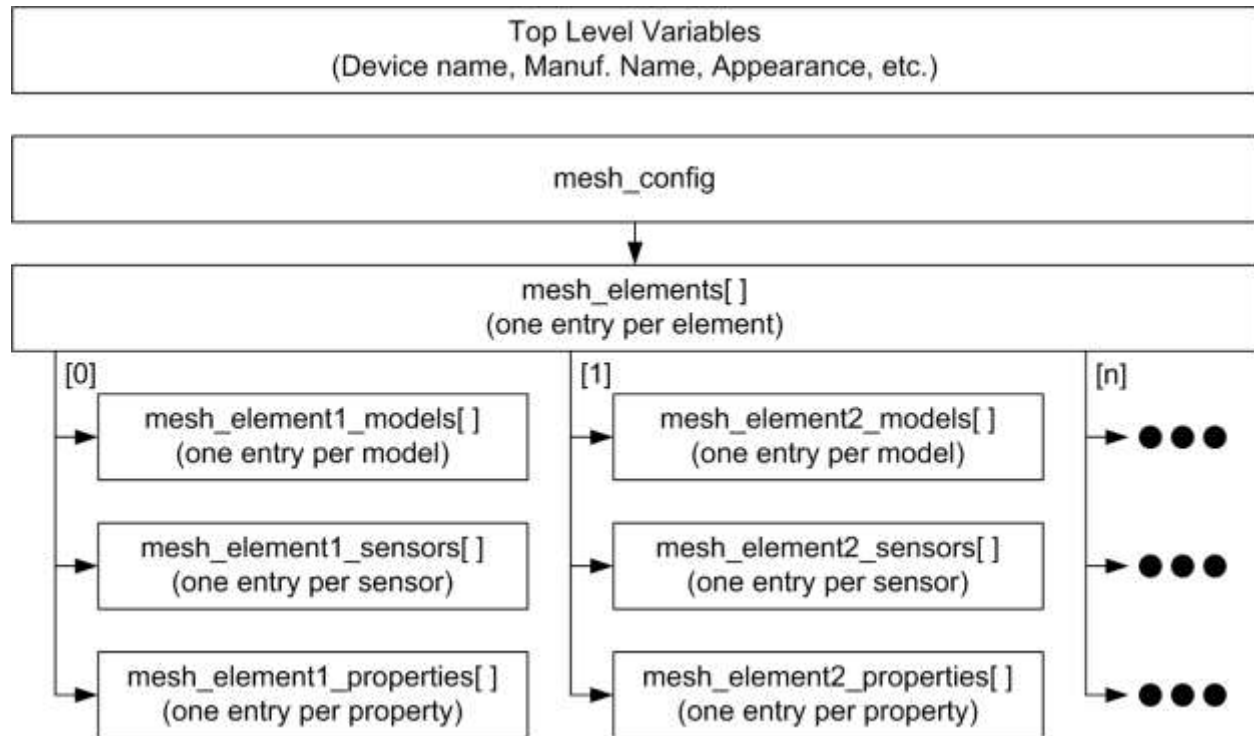 Top Level Variables
(Device name, Manuf. Name, Appearance, etc.)
mesh_config
mesh_elements[ ]
(one entry per element)
[0]
[1]
[n]
mesh_element1_models[ ]
(one entry per model)
mesh_element2_models[ ]
(one entry per model)
mesh_element1_sensors[ ]
(one entry per sensor)
mesh_element2_sensors[ ]
(one entry per sensor)
mesh_element1_properties[ ]
(one entry per property)
mesh_element2_properties[ ]
(one entry per property)